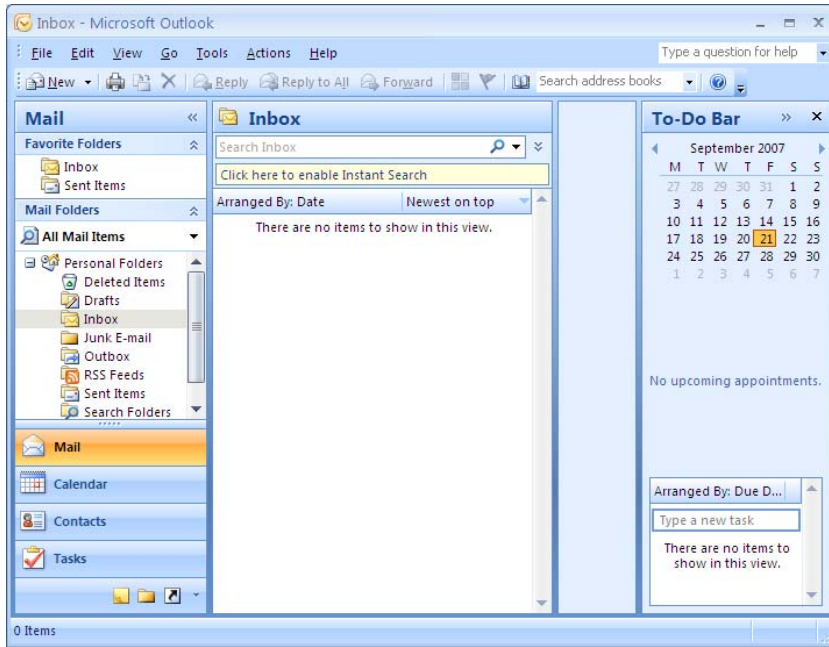 Inbox - Microsoft Outlook
File Edit View Go Tools Actions Help
Type a question for help
New Reply Reply to All Forward Search address books
Mail
Favorite Folders
Inbox
Sent Items
Mail Folders
All Mail Items
Personal Folders
Deleted Items
Drafts
Inbox
Junk E-mail
Outbox
RSS Feeds
Sent Items
Search Folders
Mail
Calendar
Contacts
Tasks
Inbox
Search Inbox
Click here to enable Instant Search
Arranged By: Date Newest on top
There are no items to show in this view.
To-Do Bar
September 2007
M T W T F S S
27 28 29 30 31 1 2
3 4 5 6 7 8 9
10 11 12 13 14 15 16
17 18 19 20 21 22 23
24 25 26 27 28 29 30
1 2 3 4 5 6 7
No upcoming appointments.
Arranged By: Due D...
Type a new task
There are no items to
show in this view.
0 Items